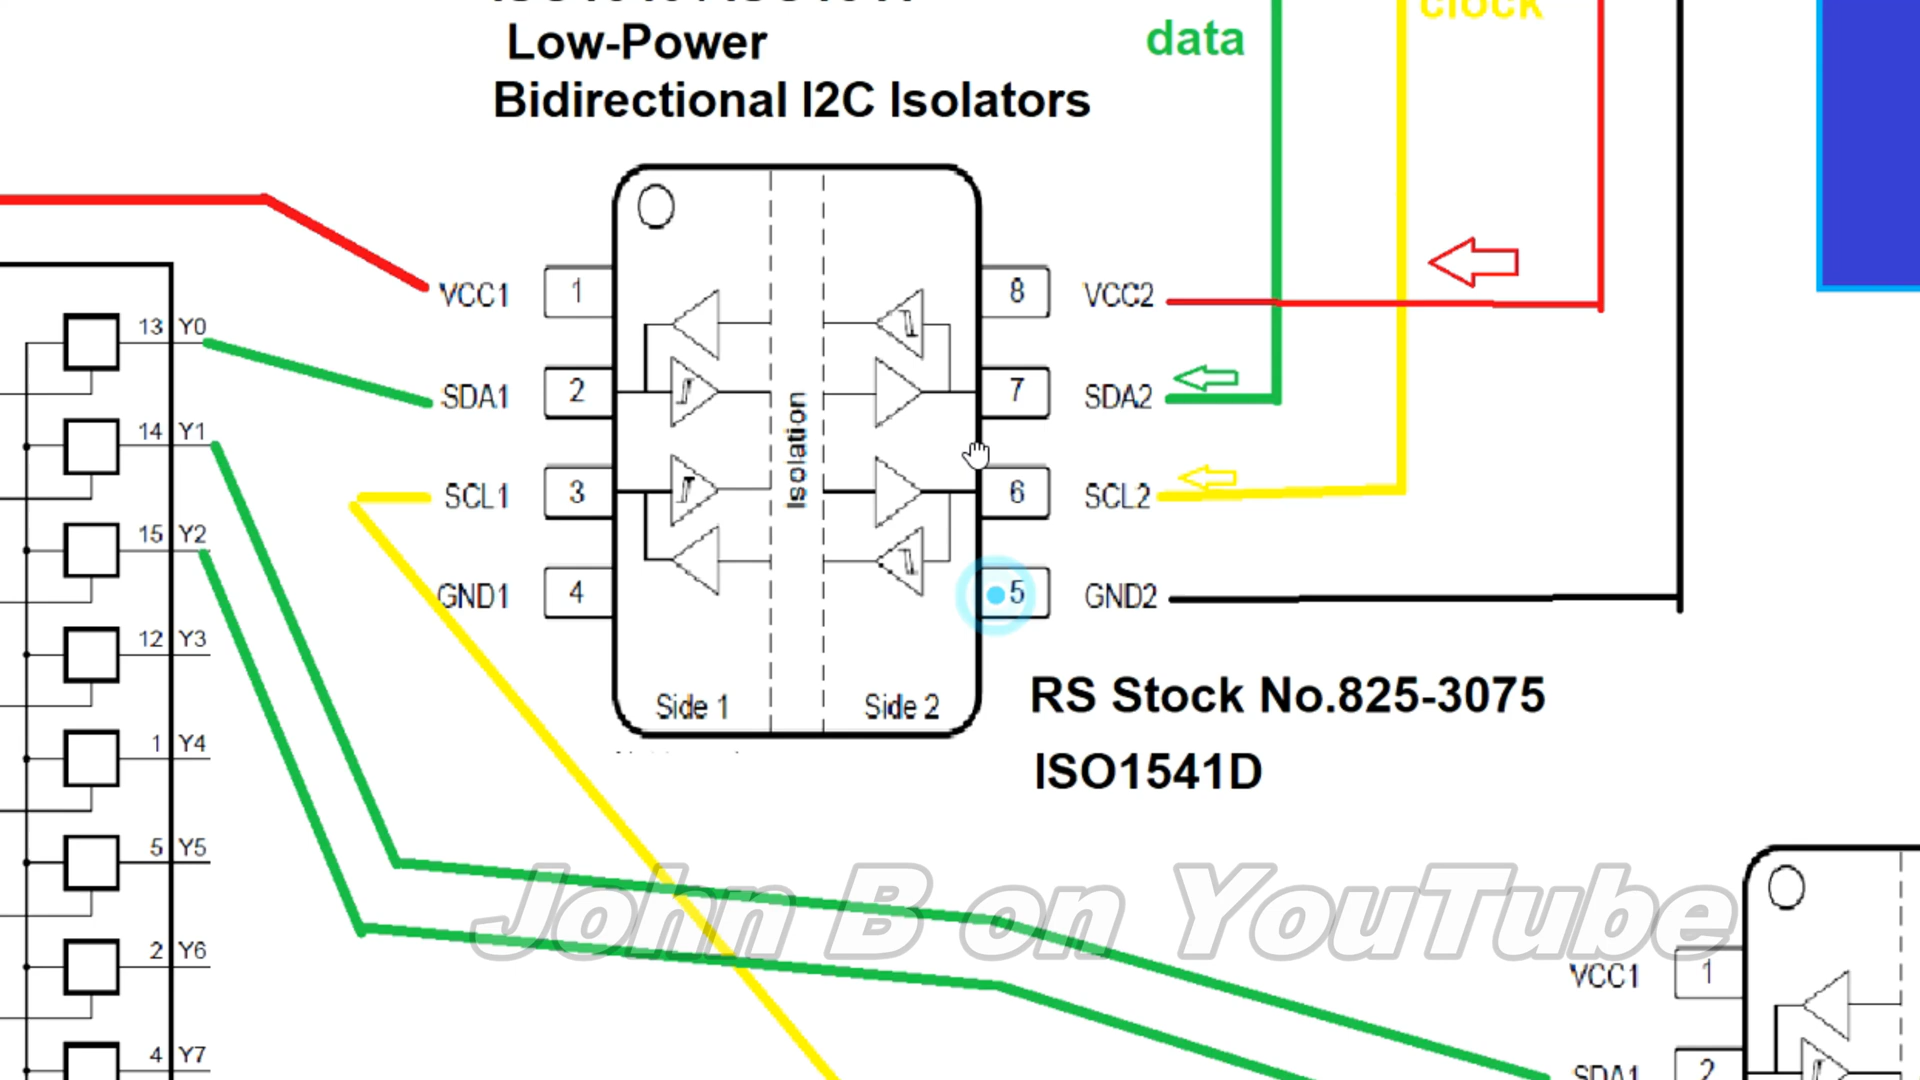 Low-Power
Bidirectional I2C Isolators
data
clock
VCC1 1
8 VCC2
13 Y0
SDA1 2
7 SDA2
14 Y1
Isolation
SCL1 3
6 SCL2
15 Y2
GND1 4
5 GND2
12 Y3
Side 1
Side 2
RS Stock No.825-3075
1 Y4
ISO1541D
5 Y5
John B on YouTube
2 Y6
VCC1 1
4 Y7
SDA1 2